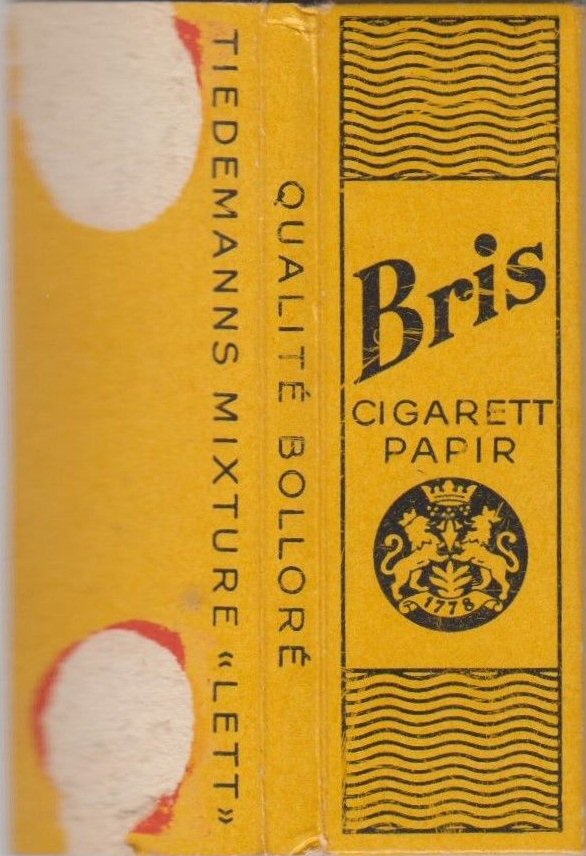 TIEDEMANNS MIXTURE «LETT»
QUALITÉ BOLLORÉ
Bris
CIGARETT
PAPIR
1778